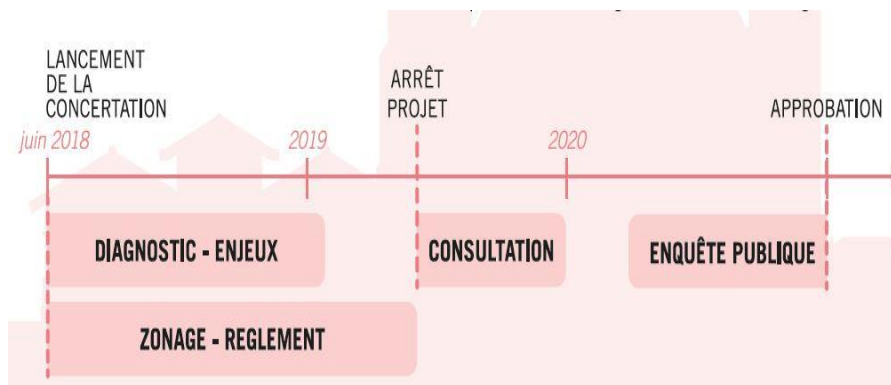 LANCEMENT
DE LA
CONCERTATION
ARRÊT
PROJET
APPROBATION
juin 2018
2019
2020
DIAGNOSTIC - ENJEUX
CONSULTATION
ENQUÊTE PUBLIQUE
ZONAGE - REGLEMENT